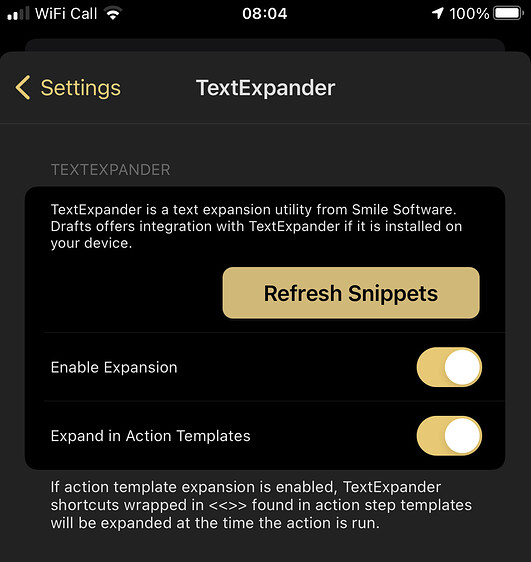 WiFi Call 08:04 100%
Settings TextExpander
TEXTEXPANDER
TextExpander is a text expansion utility from Smile Software.
Drafts offers integration with TextExpander if it is installed on
your device.
Refresh Snippets
Enable Expansion
Expand in Action Templates
If action template expansion is enabled, TextExpander
shortcuts wrapped in <<>> found in action step templates
will be expanded at the time the action is run.